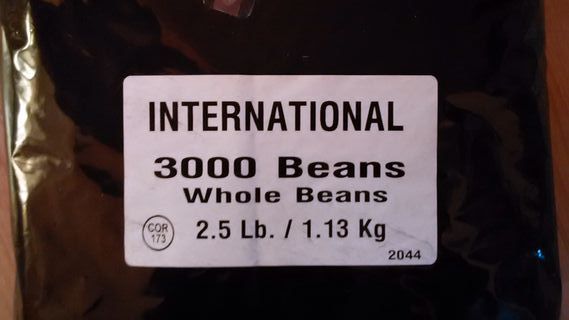 INTERNATIONAL
3000 Beans
Whole Beans
COR
173
2.5 Lb. / 1.13 Kg
2044